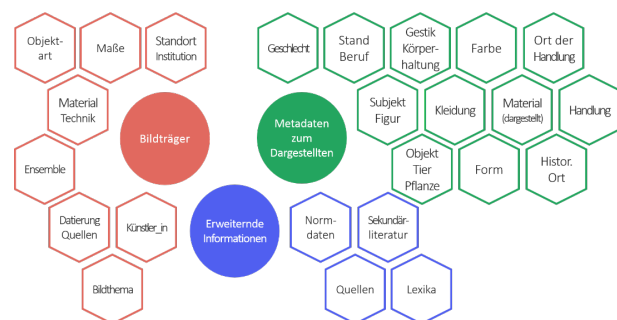 Objekt-
art
Maße
Standort
Institution
Material
Technik
Bildträger
Ensemble
Datierung
Quellen
Künstler_in
Bildthema
Geschlecht
Stand
Beruf
Gestik
Körper-
haltung
Farbe
Ort der
Handlung
Metadaten
zum
Dargestellten
Subjekt
Figur
Kleidung
Material
(dargestellt)
Handlung
Objekt
Tier
Pflanze
Form
Histor.
Ort
Erweiternde
Informationen
Norm-
daten
Sekundär-
literatur
Quellen
Lexika